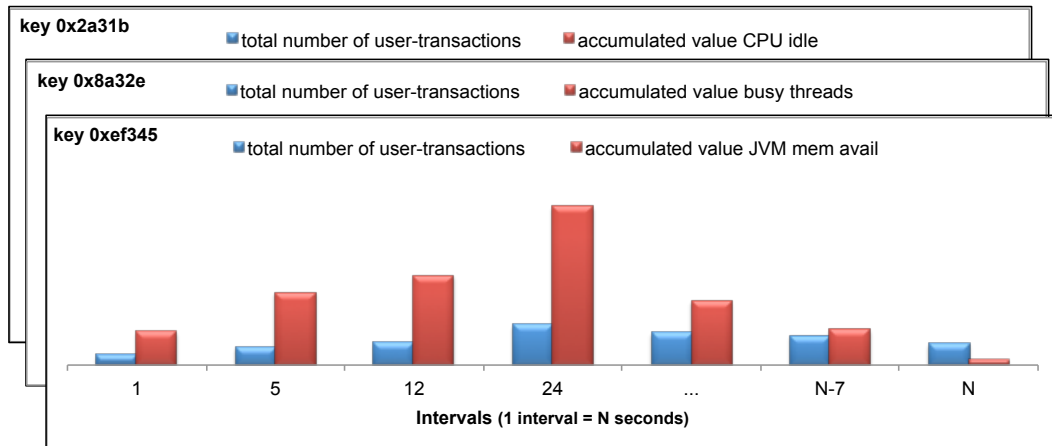 key 0x2a31b
total number of user-transactions accumulated value CPU idle
key 0x8a32e
total number of user-transactions accumulated value busy threads
key 0xef345
total number of user-transactions accumulated value JVM mem avail
1 5 12 24 ... N-7 N
Intervals (1 interval = N seconds)